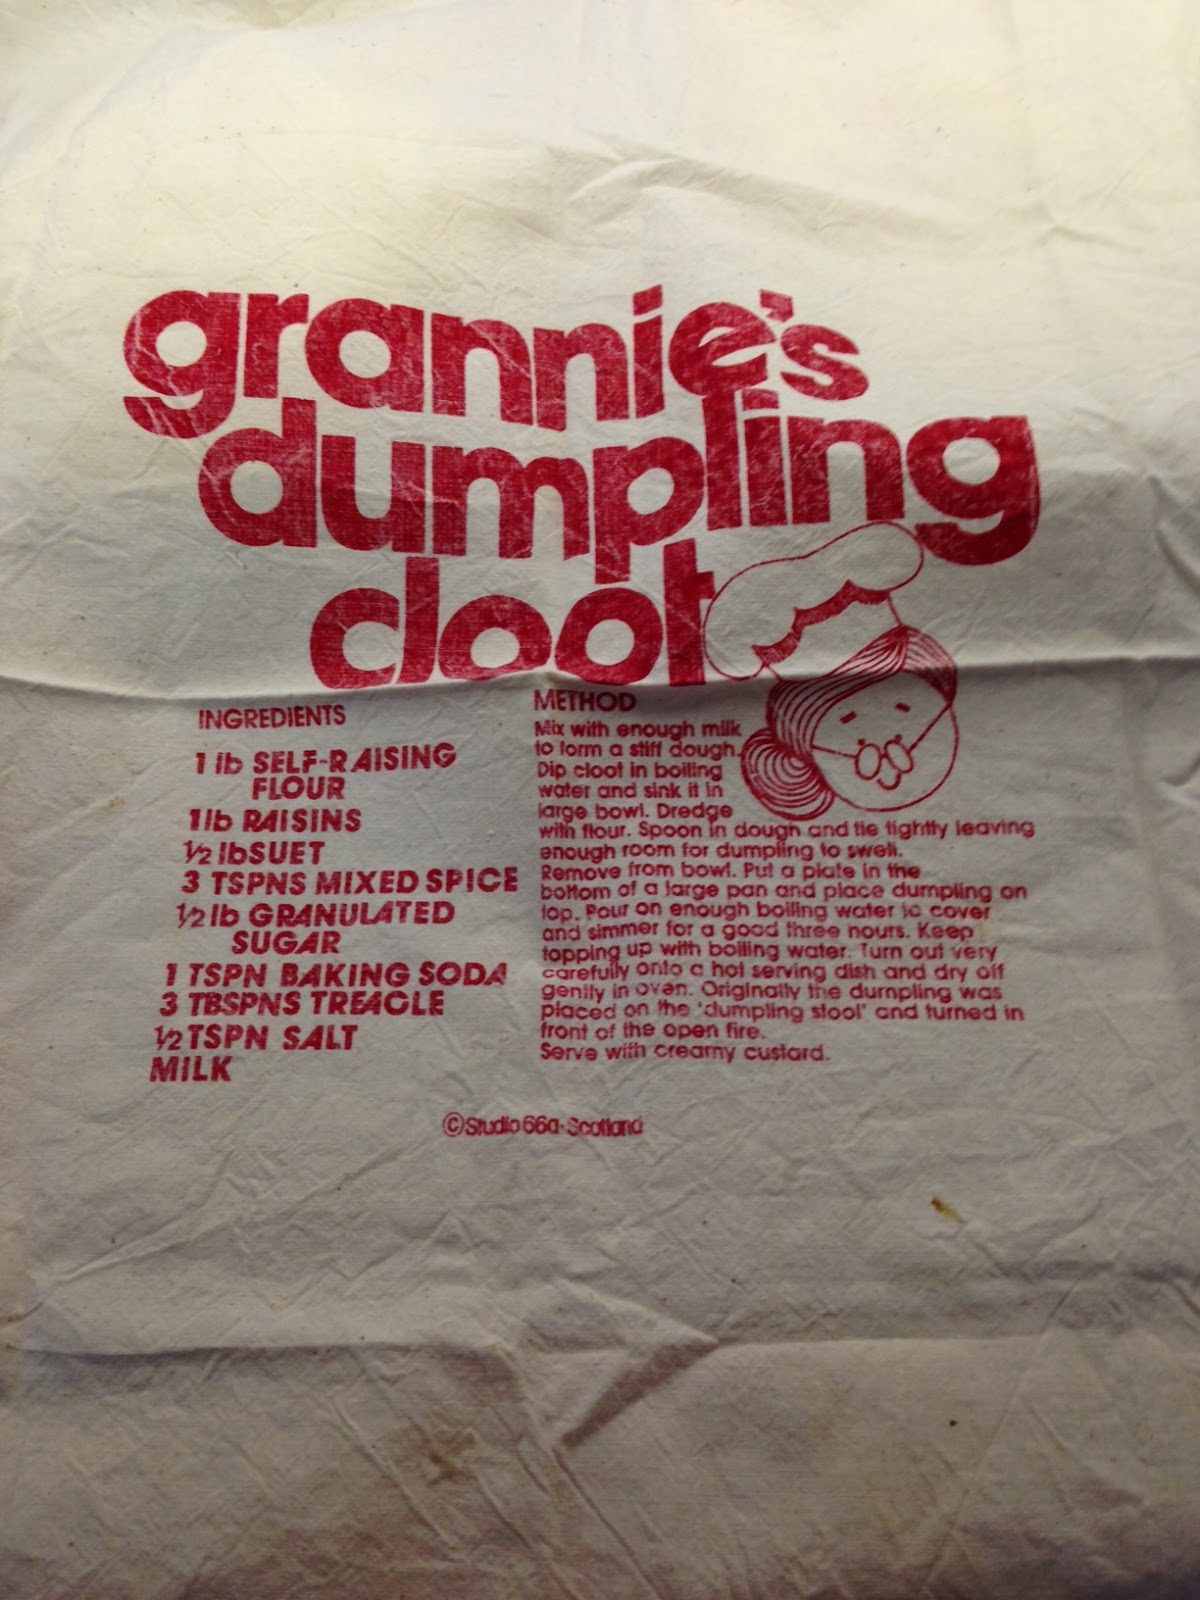 grannie's
dumpling
cloot
INGREDIENTS
1 lb SELF-RAISING
FLOUR
1 lb RAISINS
½ lb SUET
3 TSPNS MIXED SPICE
½ lb GRANULATED
SUGAR
1 TSPN BAKING SODA
3 TBSPNS TREACLE
½ TSPN SALT
MILK
METHOD
Mix with enough milk
to form a stiff dough.
Dip cloot in boiling
water and sink it in
large bowl. Dredge
with flour. Spoon in dough and tie tightly leaving
enough room for dumpling to swell.
Remove from bowl. Put a plate in the
bottom of a large pan and place dumpling on
top. Pour on enough boiling water to cover
and simmer for a good three hours. Keep
topping up with boiling water. Turn out very
carefully onto a hot serving dish and dry off
gently in oven. Originally the dumpling was
placed on the 'dumpling stool' and turned in
front of the open fire.
Serve with creamy custard.
© Studio 66a · Scotland